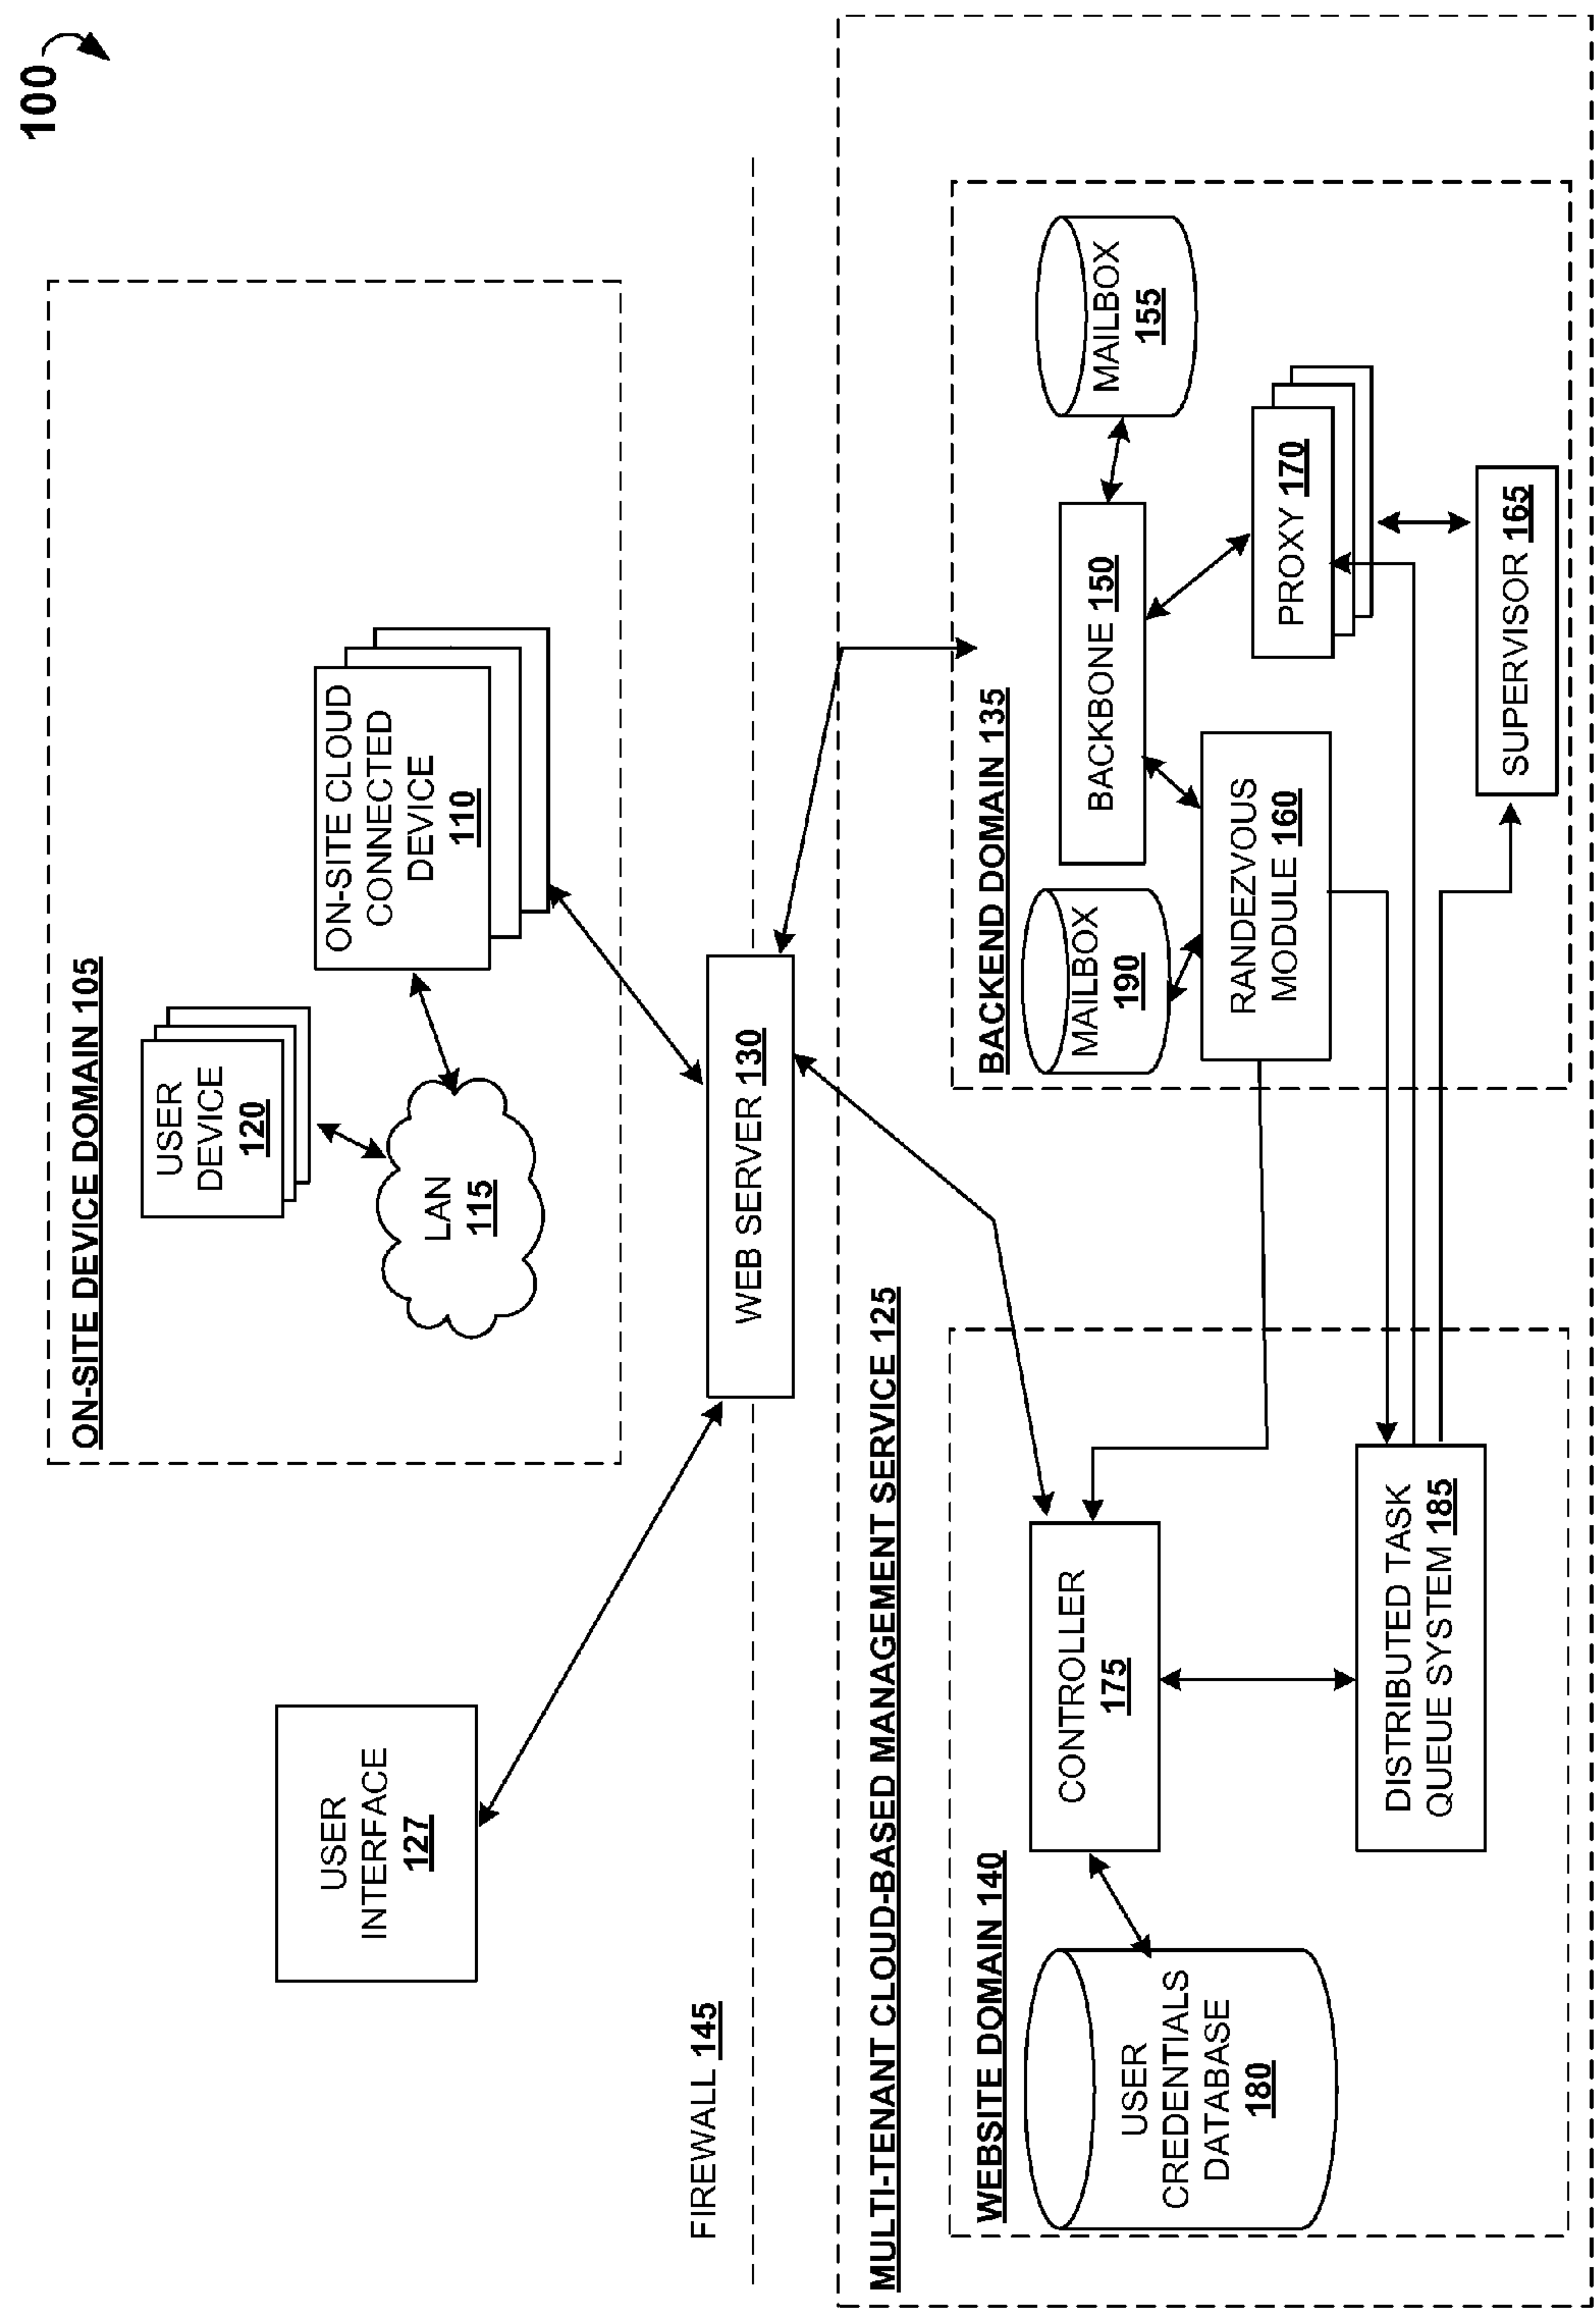 100
ON-SITE DEVICE DOMAIN 105
USER
DEVICE
120
LAN
115
ON-SITE CLOUD
CONNECTED
DEVICE
110
USER
INTERFACE
127
WEB SERVER 130
FIREWALL 145
MULTI-TENANT CLOUD-BASED MANAGEMENT SERVICE 125
WEBSITE DOMAIN 140
USER
CREDENTIALS
DATABASE
180
CONTROLLER
175
DISTRIBUTED TASK
QUEUE SYSTEM 185
BACKEND DOMAIN 135
MAILBOX
190
RANDEZVOUS
MODULE 160
BACKBONE 150
MAILBOX
155
PROXY 170
SUPERVISOR 165